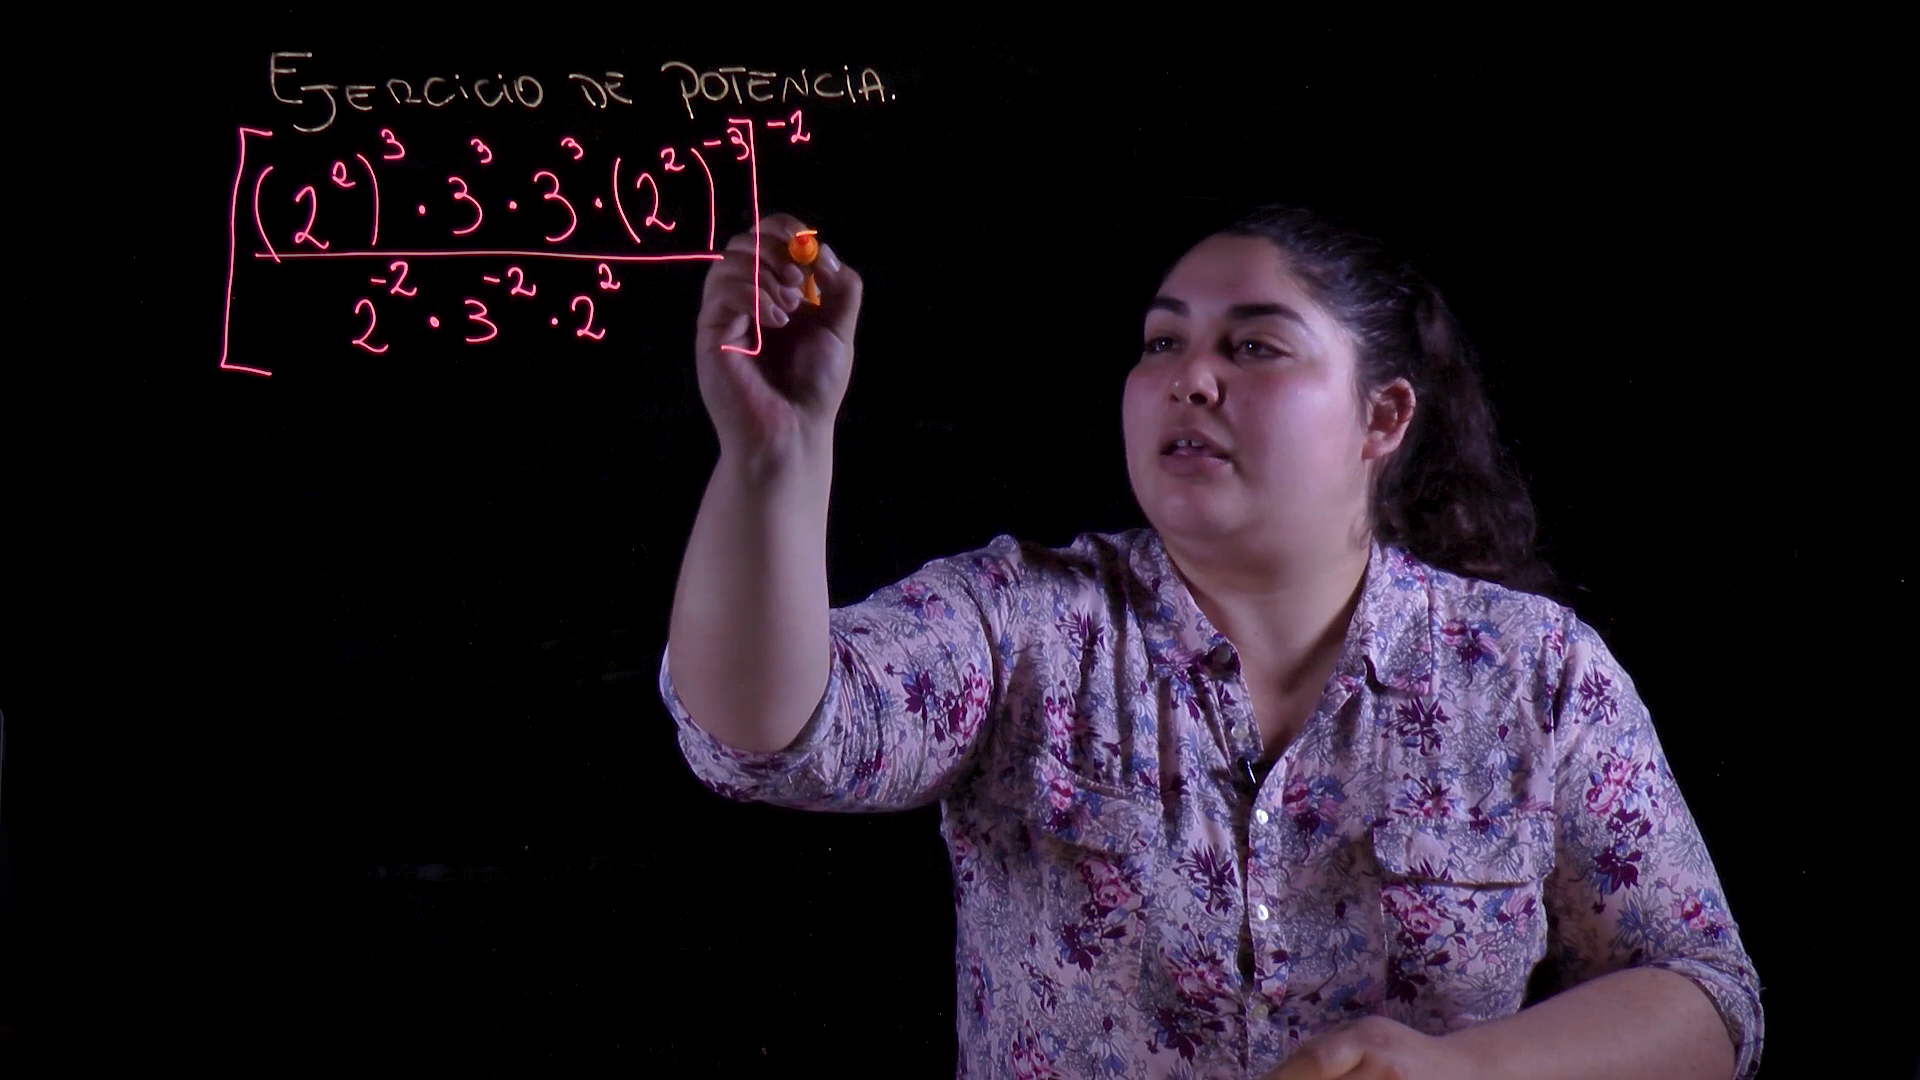 EJERCICIO DE POTENCIA.
[(2²)³ · 3³ · 3³ · (2²)⁻³]⁻²
2⁻² · 3⁻² · 2²